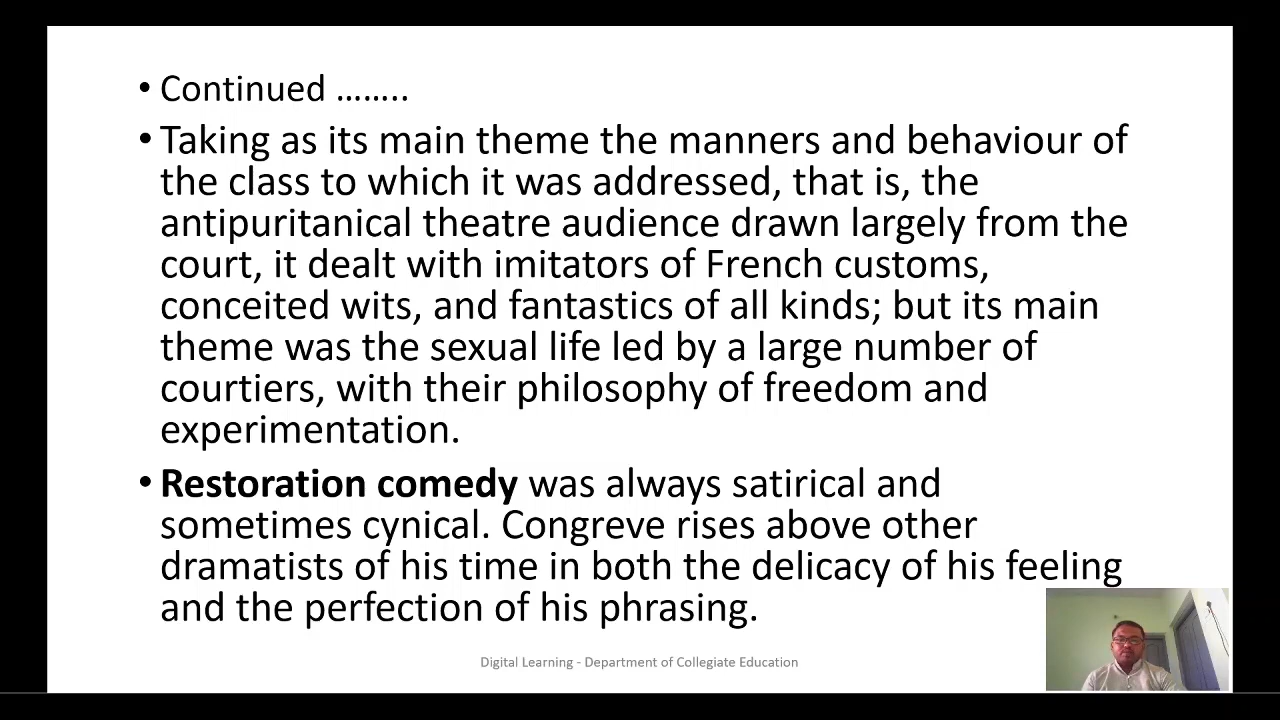 • Continued ……..
• Taking as its main theme the manners and behaviour of
the class to which it was addressed, that is, the
antipuritanical theatre audience drawn largely from the
court, it dealt with imitators of French customs,
conceited wits, and fantastics of all kinds; but its main
theme was the sexual life led by a large number of
courtiers, with their philosophy of freedom and
experimentation.
• Restoration comedy was always satirical and
sometimes cynical. Congreve rises above other
dramatists of his time in both the delicacy of his feeling
and the perfection of his phrasing.
Digital Learning - Department of Collegiate Education